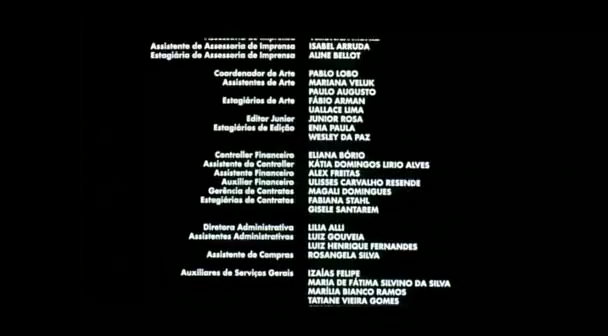 Assistente de Assessoria de Imprensa ISABEL ARRUDA
Estagiária de Assessoria de Imprensa ALINE BELLOT
Coordenador de Arte PABLO LOBO
Assistentes de Arte MARIANA VELUK
PAULO AUGUSTO
Estagiários de Arte FÁBIO ARMAN
UALLACE LIMA
Editor Junior JUNIOR ROSA
Estagiários de Edição ENIA PAULA
WESLEY DA PAZ
Controller Financeiro ELIANA BÓRIO
Assistente de Controller KÁTIA DOMINGOS LIRIO ALVES
Assistente Financeiro ALEX FREITAS
Auxiliar Financeiro ULISSES CARVALHO RESENDE
Gerência de Contratos MAGALI DOMINGUES
Estagiárias de Contratos FABIANA STAHL
GISELE SANTAREM
Diretora Administrativa LILIA ALLI
Assistentes Administrativos LUIZ GOUVEIA
LUIZ HENRIQUE FERNANDES
Assistente de Compras ROSANGELA SILVA
Auxiliares de Serviços Gerais IZAÍAS FELIPE
MARIA DE FÁTIMA SILVINO DA SILVA
MARÍLIA BIANCO RAMOS
TATIANE VIEIRA GOMES